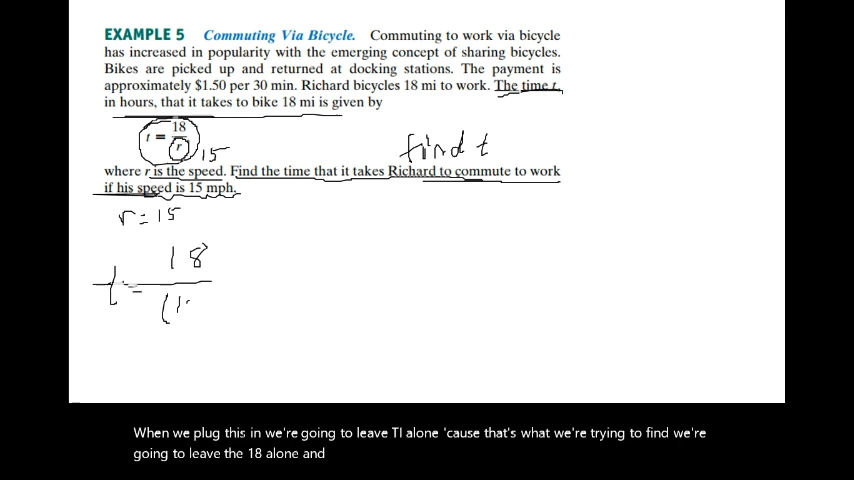 EXAMPLE 5 Commuting Via Bicycle. Commuting to work via bicycle
has increased in popularity with the emerging concept of sharing bicycles.
Bikes are picked up and returned at docking stations. The payment is
approximately $1.50 per 30 min. Richard bicycles 18 mi to work. The time t,
in hours, that it takes to bike 18 mi is given by
t = 18/r
15
find t
where r is the speed. Find the time that it takes Richard to commute to work
if his speed is 15 mph.
r = 15
t = 18
(1
When we plug this in we're going to leave TI alone 'cause that's what we're trying to find we're
going to leave the 18 alone and